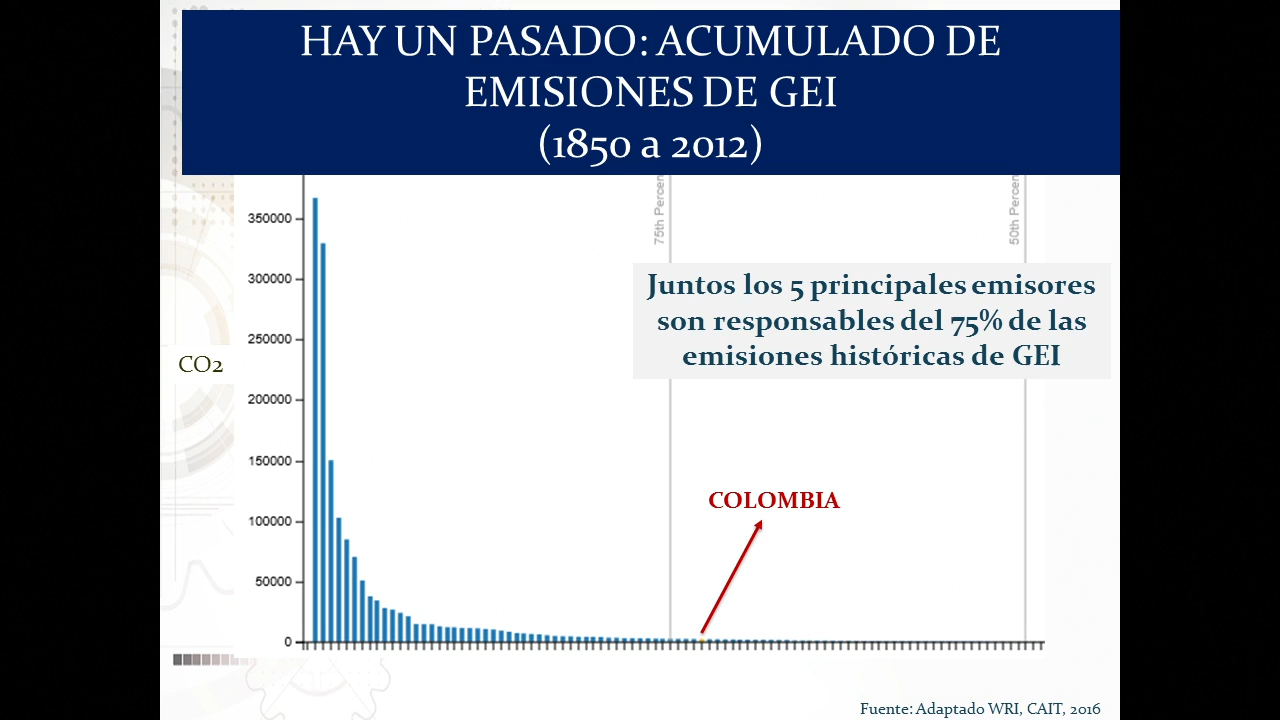 HAY UN PASADO: ACUMULADO DE
EMISIONES DE GEI
(1850 a 2012)
350000
300000
250000
200000
150000
100000
50000
0
CO2
75th Percen
50th Percen
Juntos los 5 principales emisores
son responsables del 75% de las
emisiones históricas de GEI
COLOMBIA
Fuente: Adaptado WRI, CAIT, 2016